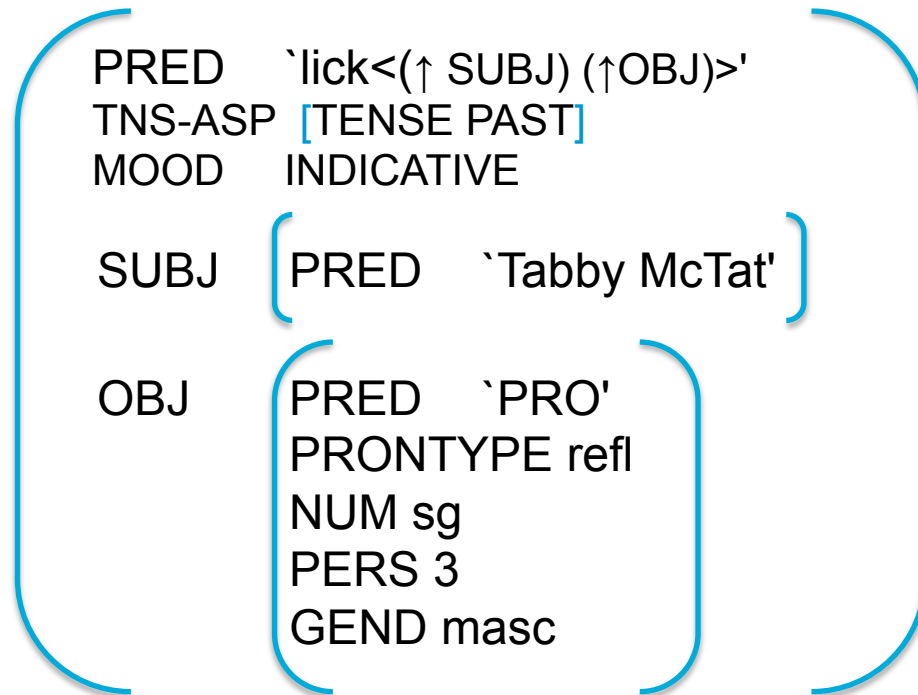 PRED `lick<(↑ SUBJ) (↑OBJ)>'
TNS-ASP [TENSE PAST]
MOOD INDICATIVE
SUBJ PRED `Tabby McTat'
OBJ PRED `PRO'
PRONTYPE refl
NUM sg
PERS 3
GEND masc